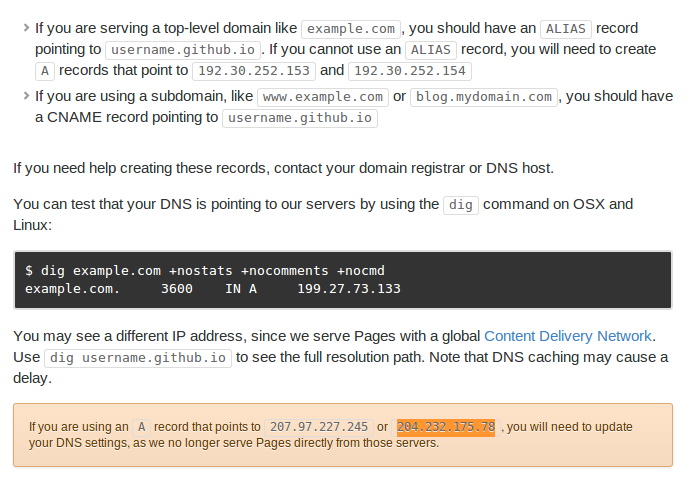 If you are serving a top-level domain like example.com, you should have an ALIAS record
pointing to username.github.io. If you cannot use an ALIAS record, you will need to create
A records that point to 192.30.252.153 and 192.30.252.154
If you are using a subdomain, like www.example.com or blog.mydomain.com, you should have
a CNAME record pointing to username.github.io
If you need help creating these records, contact your domain registrar or DNS host.
You can test that your DNS is pointing to our servers by using the dig command on OSX and
Linux:
$ dig example.com +nostats +nocomments +nocmd
example.com.     3600    IN A     199.27.73.133
You may see a different IP address, since we serve Pages with a global Content Delivery Network.
Use dig username.github.io to see the full resolution path. Note that DNS caching may cause a
delay.
If you are using an A record that points to 207.97.227.245 or 204.232.175.78, you will need to update
your DNS settings, as we no longer serve Pages directly from those servers.